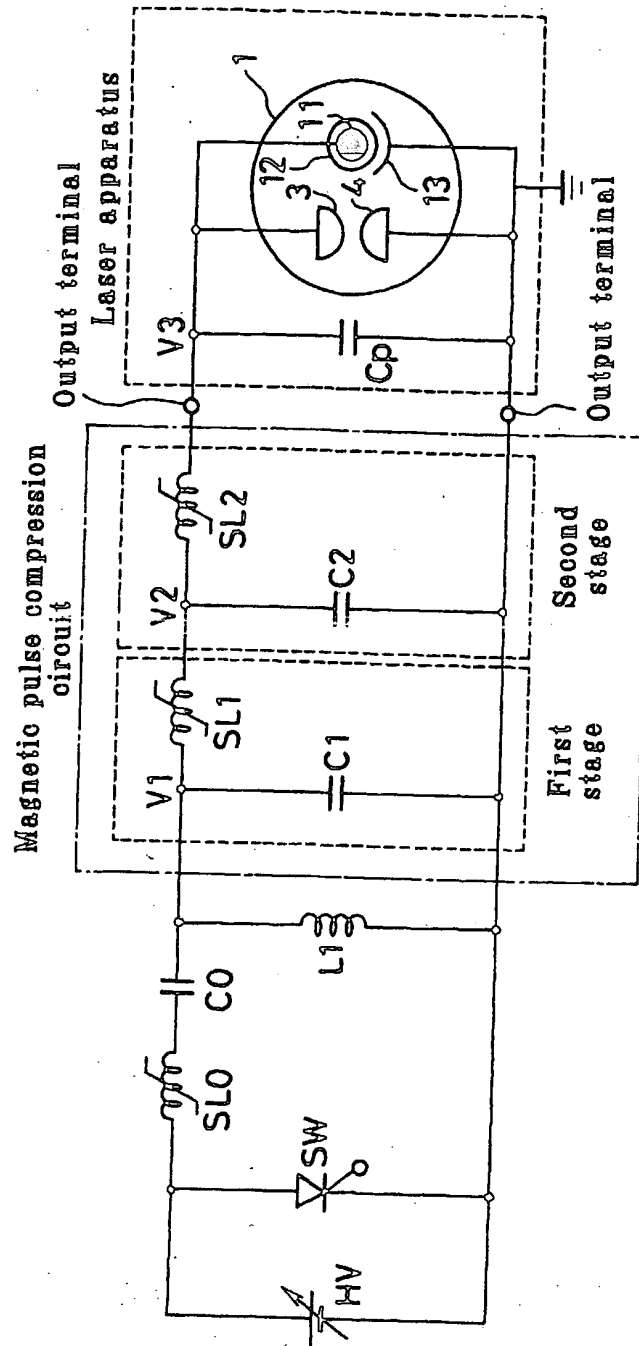 Magnetic pulse compression
circuit
Output terminal
Laser apparatus
V1
V2
V3
SL0
C0
SL1
SL2
HV
SW
L1
C1
C2
Cp
3
4
12
11
13
1
First
stage
Second
stage
Output terminal